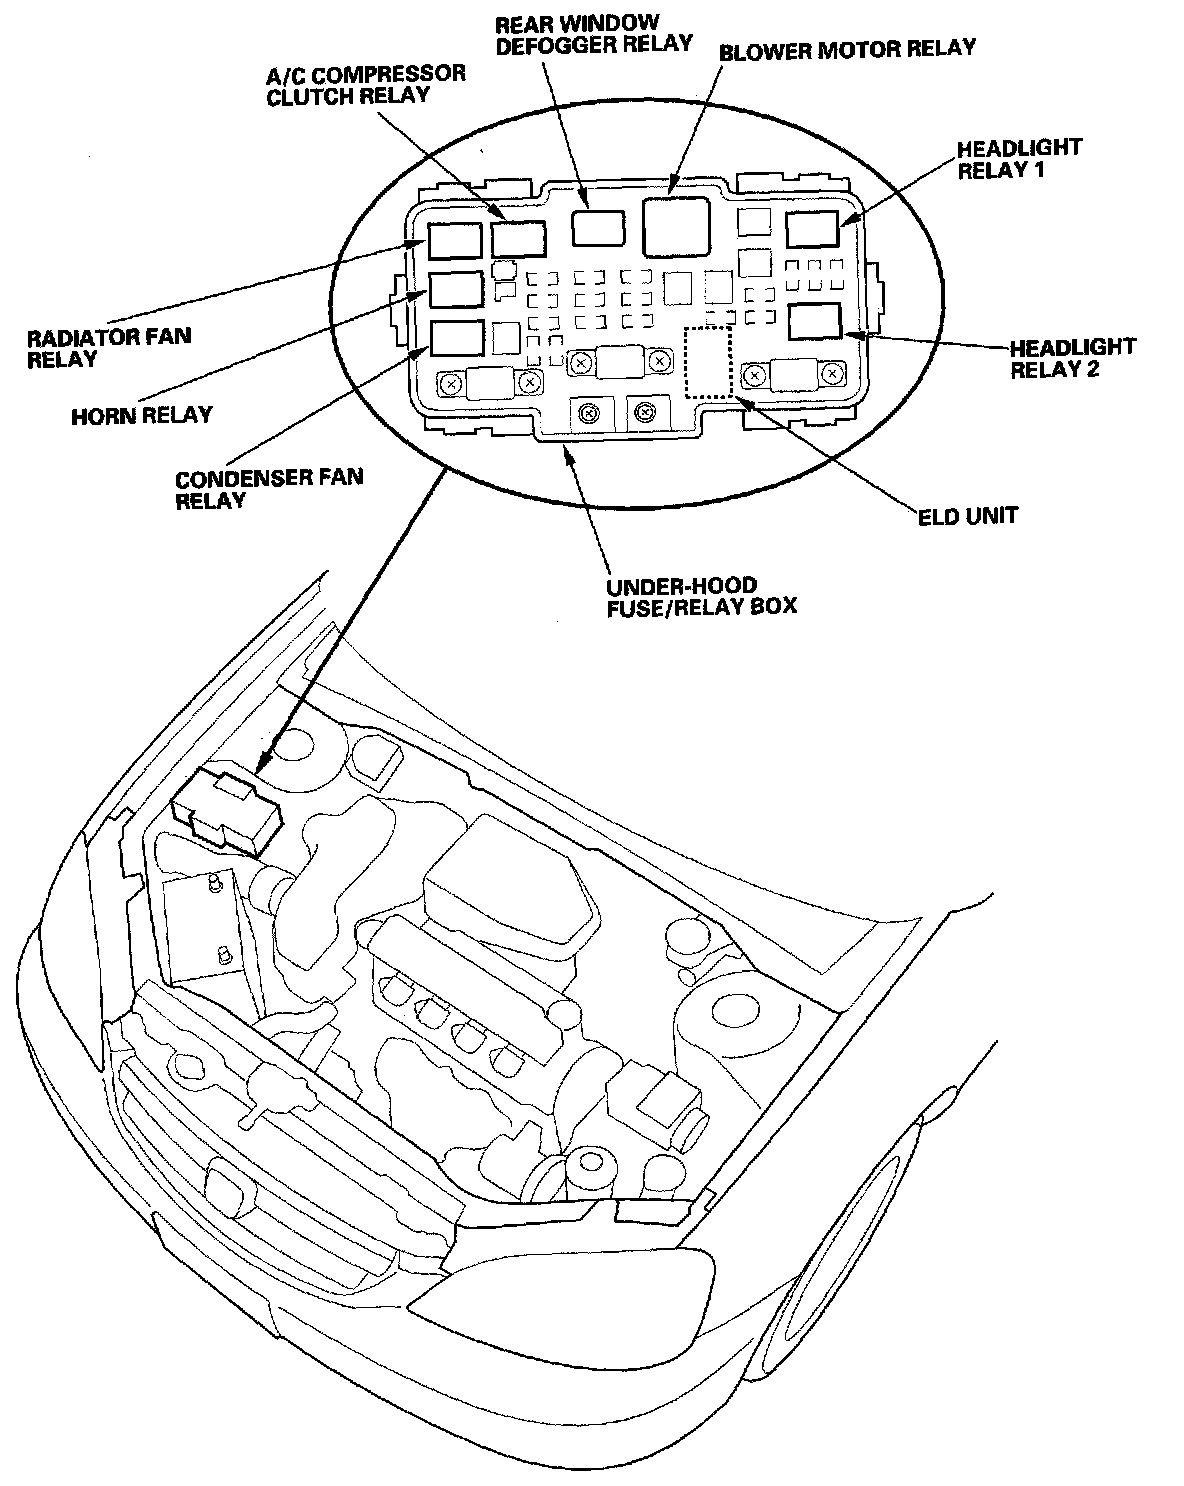 REAR WINDOW
DEFOGGER RELAY
BLOWER MOTOR RELAY
A/C COMPRESSOR
CLUTCH RELAY
HEADLIGHT
RELAY 1
RADIATOR FAN
RELAY
HEADLIGHT
RELAY 2
HORN RELAY
CONDENSER FAN
RELAY
ELD UNIT
UNDER-HOOD
FUSE/RELAY BOX